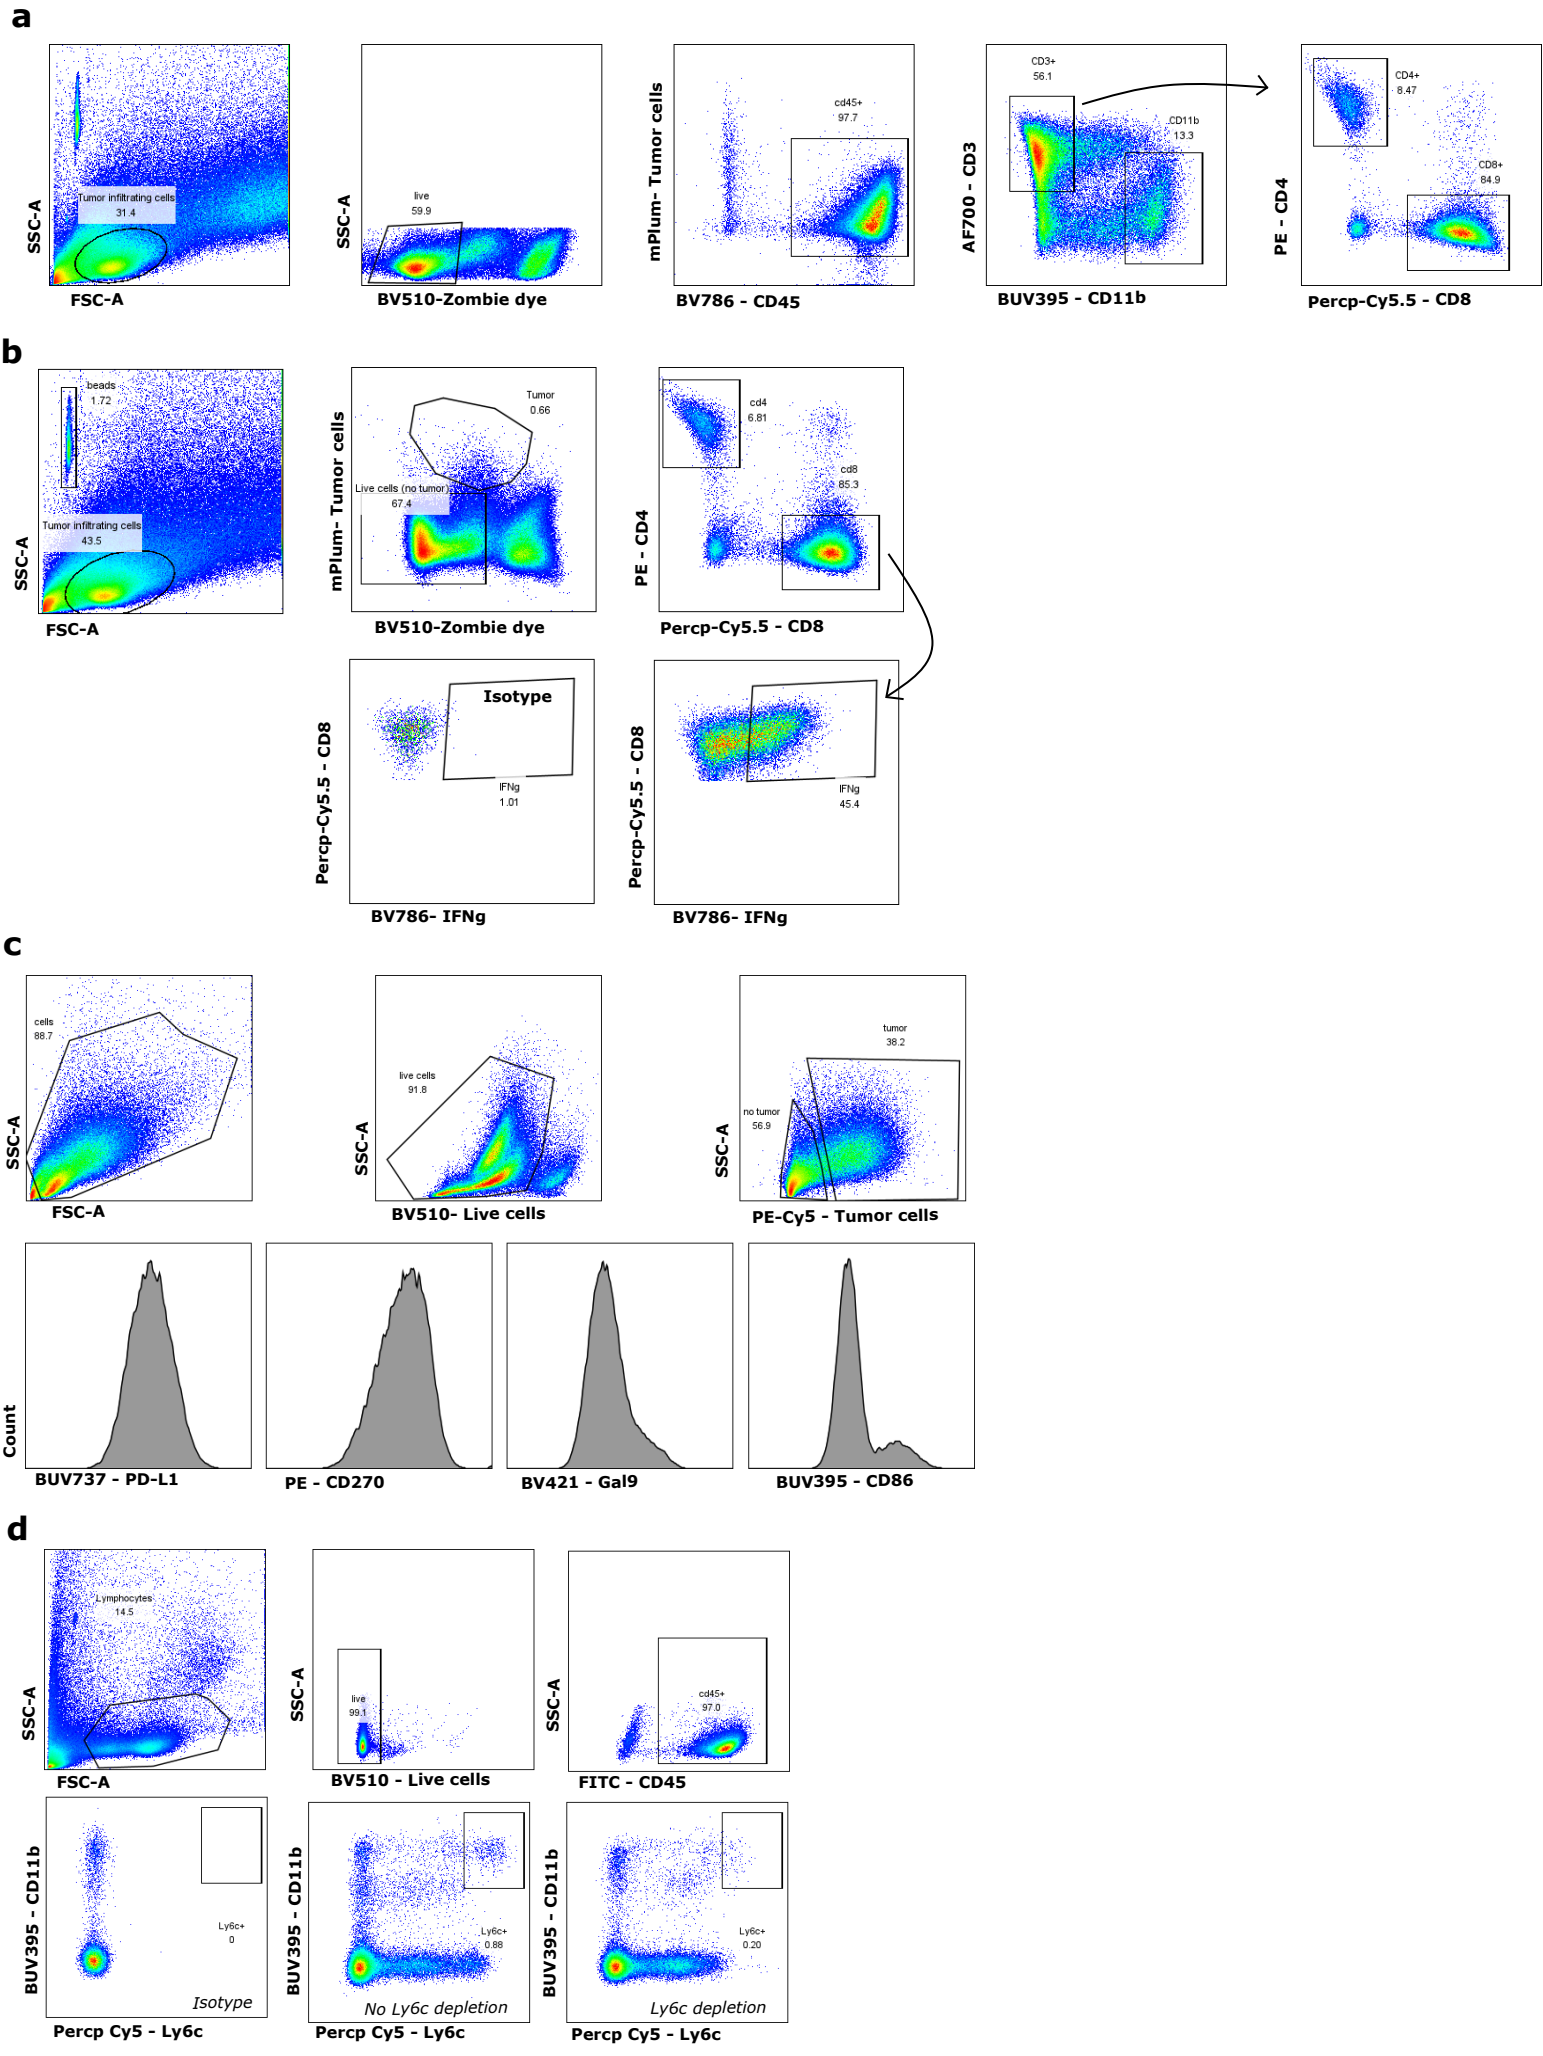 a
SSC-A
Tumor infiltrating cells
31.4
FSC-A
SSC-A
live
59.9
BV510-Zombie dye
mPlum- Tumor cells
cd45+
97.7
BV786 - CD45
AF700 - CD3
CD3+
56.1
CD11b
13.3
BUV395 - CD11b
PE - CD4
CD4+
8.47
CD8+
84.9
Percp-Cy5.5 - CD8
b
SSC-A
beads
1.72
Tumor infiltrating cells
43.5
FSC-A
mPlum- Tumor cells
Tumor
0.66
Live cells (no tumor)
67.4
BV510-Zombie dye
PE - CD4
cd4
6.81
cd8
85.3
Percp-Cy5.5 - CD8
Percp-Cy5.5 - CD8
Isotype
IFNg
1.01
BV786- IFNg
Percp-Cy5.5 - CD8
IFNg
45.4
BV786- IFNg
c
SSC-A
cells
88.7
FSC-A
SSC-A
live cells
91.8
BV510- Live cells
SSC-A
tumor
38.2
no tumor
56.9
PE-Cy5 - Tumor cells
Count
BUV737 - PD-L1
PE - CD270
BV421 - Gal9
BUV395 - CD86
d
SSC-A
Lymphocytes
14.5
FSC-A
SSC-A
live
99.1
BV510 - Live cells
SSC-A
cd45+
97.0
FITC - CD45
BUV395 - CD11b
Ly6c+
0
Isotype
Percp Cy5 - Ly6c
BUV395 - CD11b
Ly6c+
0.88
No Ly6c depletion
Percp Cy5 - Ly6c
BUV395 - CD11b
Ly6c+
0.20
Ly6c depletion
Percp Cy5 - Ly6c